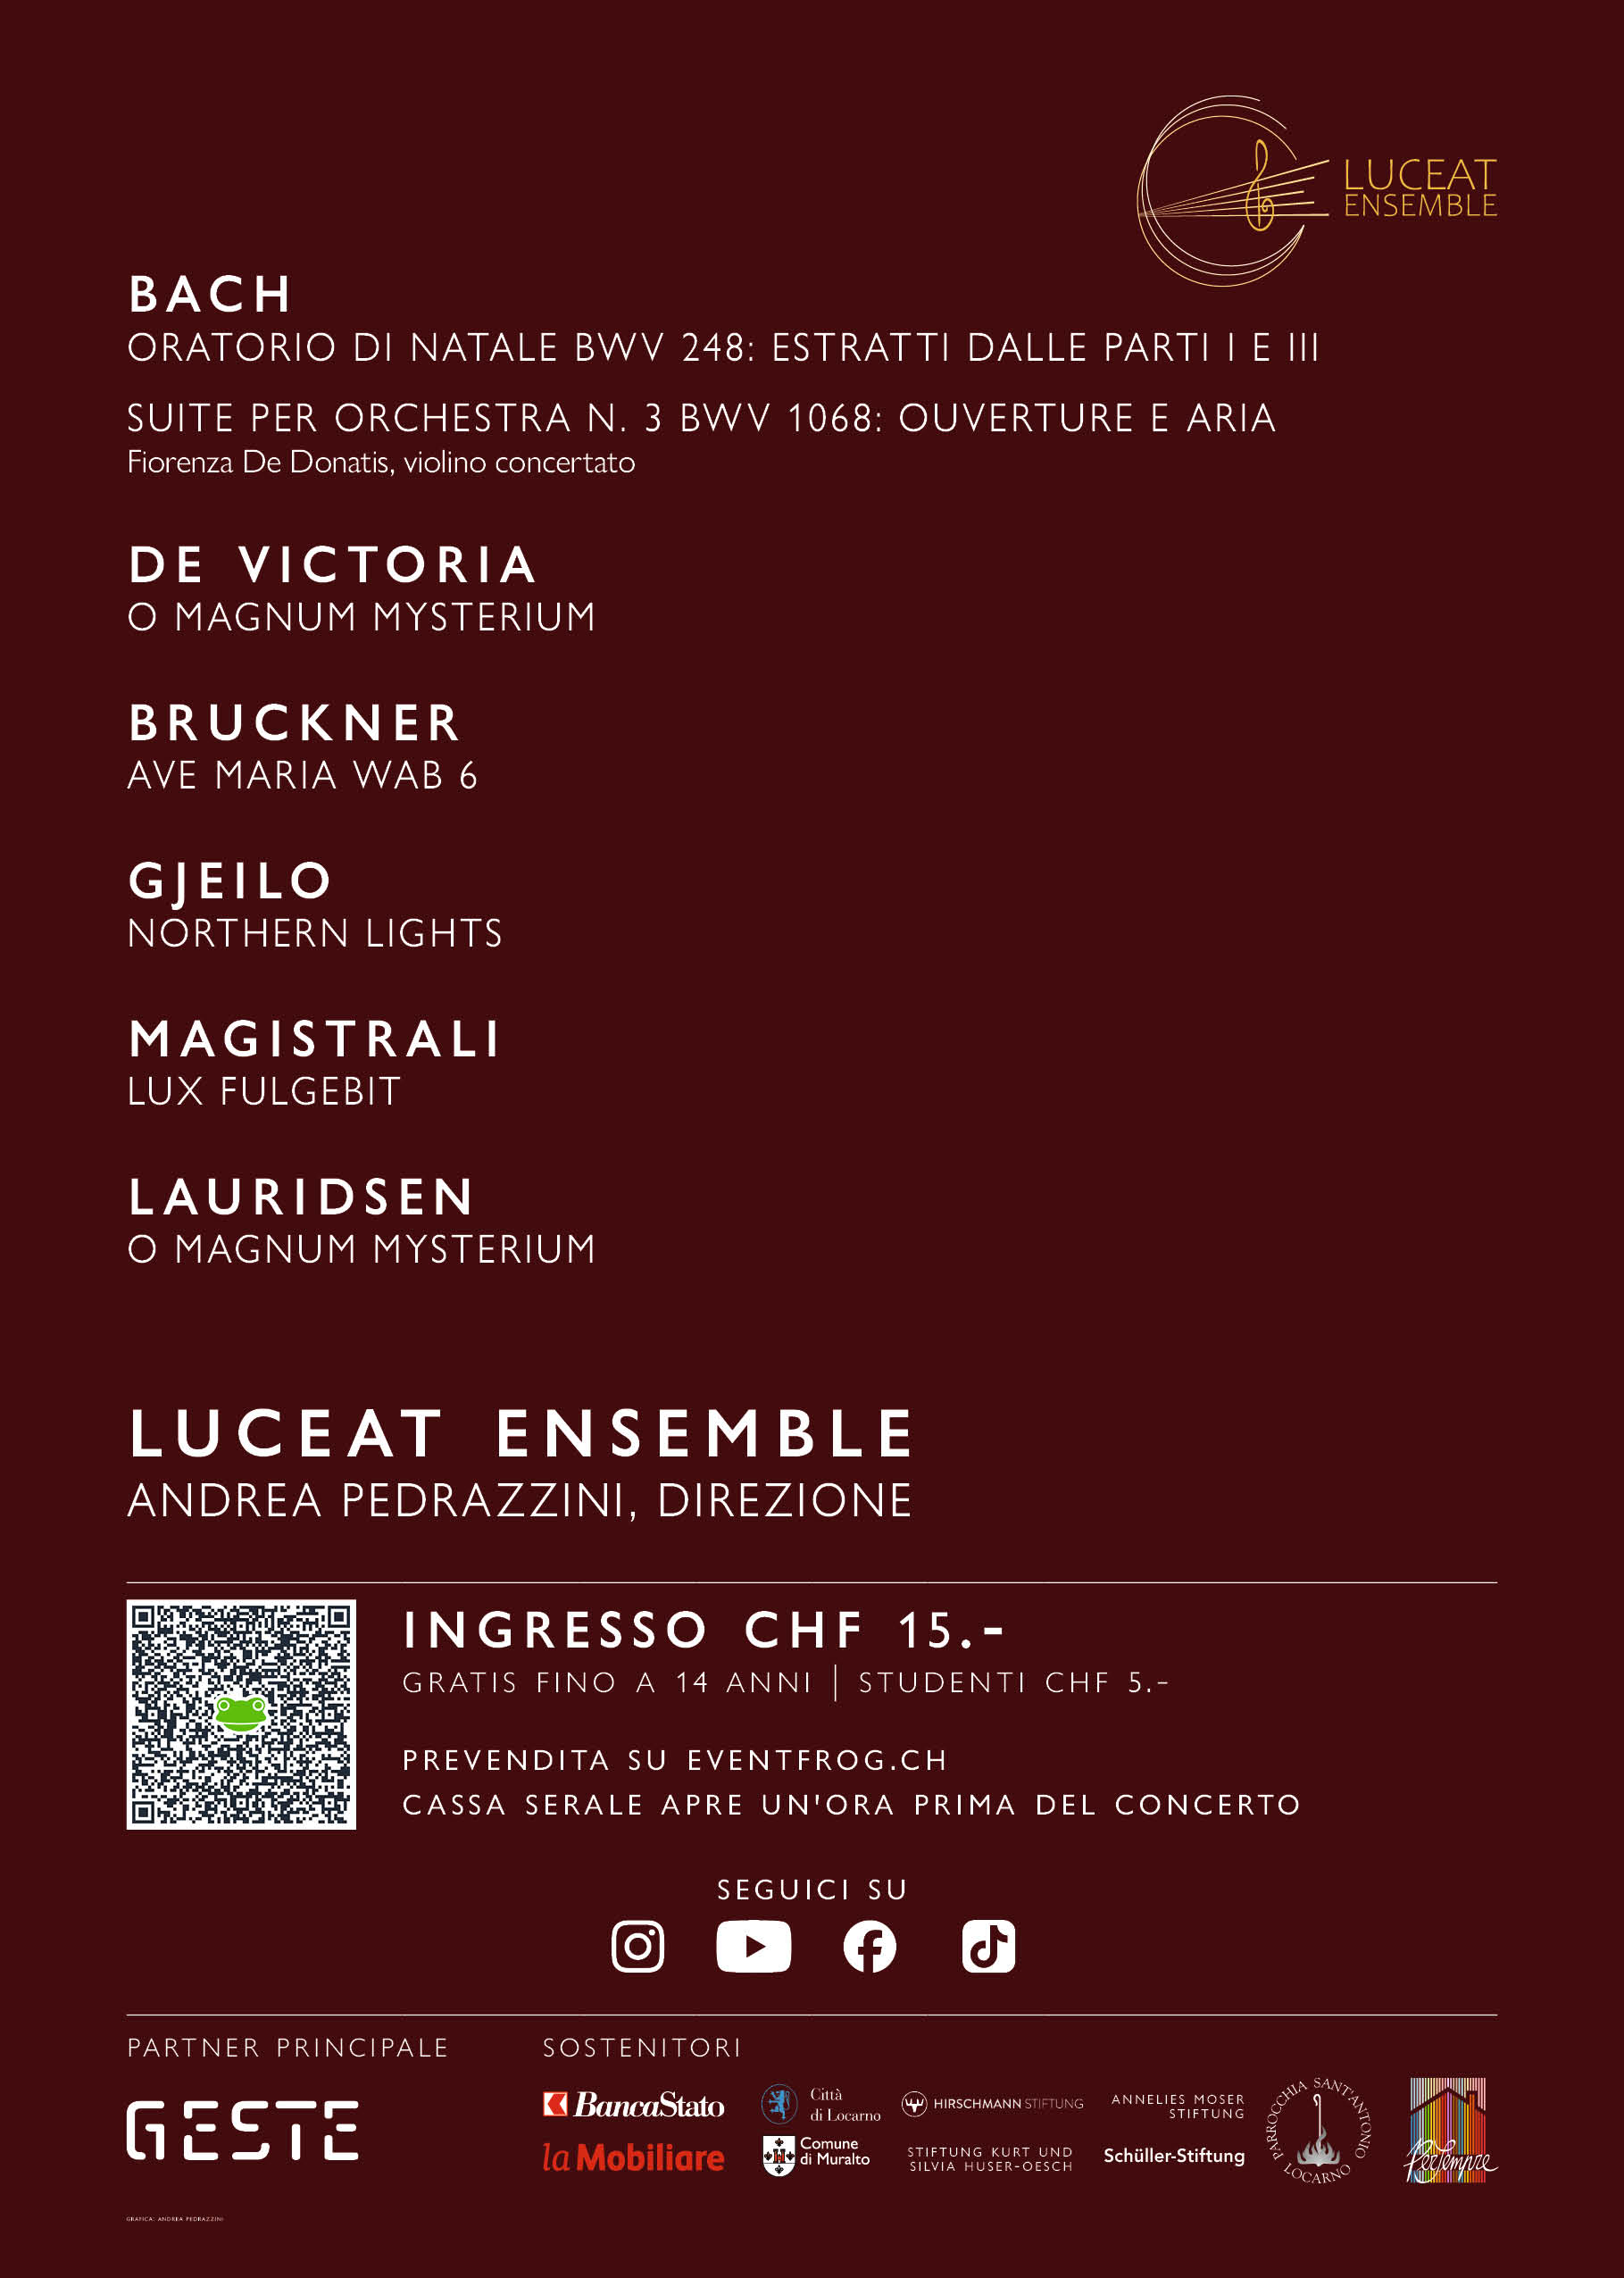 LUCEAT
ENSEMBLE
BACH
ORATORIO DI NATALE BWV 248: ESTRATTI DALLE PARTI I E III
SUITE PER ORCHESTRA N. 3 BWV 1068: OUVERTURE E ARIA
Fiorenza De Donatis, violino concertato
DE VICTORIA
O MAGNUM MYSTERIUM
BRUCKNER
AVE MARIA WAB 6
GJEILO
NORTHERN LIGHTS
MAGISTRALI
LUX FULGEBIT
LAURIDSEN
O MAGNUM MYSTERIUM
LUCEAT ENSEMBLE
ANDREA PEDRAZZINI, DIREZIONE
INGRESSO CHF 15.-
GRATIS FINO A 14 ANNI | STUDENTI CHF 5.-
PREVENDITA SU EVENTFROG.CH
CASSA SERALE APRE UN'ORA PRIMA DEL CONCERTO
SEGUICI SU
PARTNER PRINCIPALE
GESTE
SOSTENITORI
BancaStato
la Mobiliare
Città
di Locarno
Comune
di Muralto
HIRSCHMANN STIFTUNG
STIFTUNG KURT UND
SILVIA HUSER-OESCH
ANNELIES MOSER
STIFTUNG
Schüller-Stiftung
PARROCCHIA SANT'ANTONIO
LOCARNO
PerSempre
GRAFICA: ANDREA PEDRAZZINI